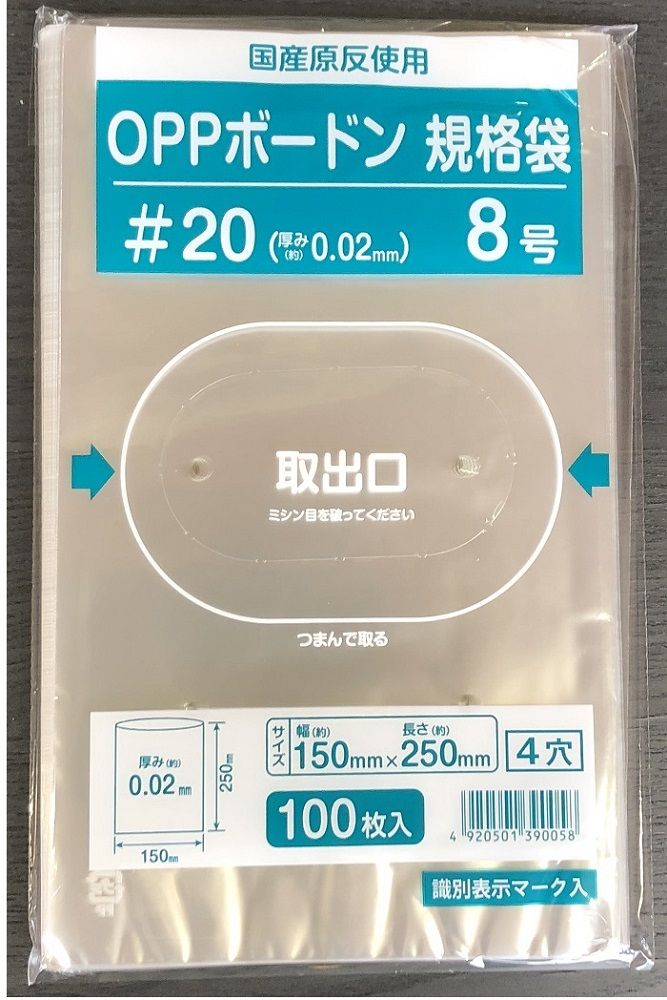 国産原反使用
OPPボードン 規格袋
#20 (厚み(約)0.02mm) 8号
取出口
ミシン目を破ってください
つまんで取る
厚み(約)
0.02mm
250mm
150mm
サイズ
幅(約) 長さ(約)
150mm×250mm
4穴
100枚入
4 920501 390058
識別表示マーク入